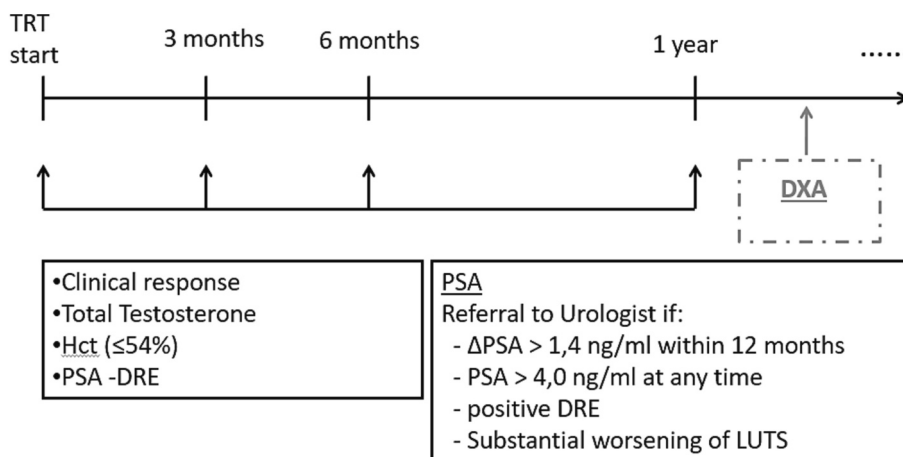 TRT
start
3 months
6 months
1 year
.....
DXA
•Clinical response
•Total Testosterone
•Hct (≤54%)
•PSA -DRE
PSA
Referral to Urologist if:
- ΔPSA > 1,4 ng/ml within 12 months
- PSA > 4,0 ng/ml at any time
- positive DRE
- Substantial worsening of LUTS